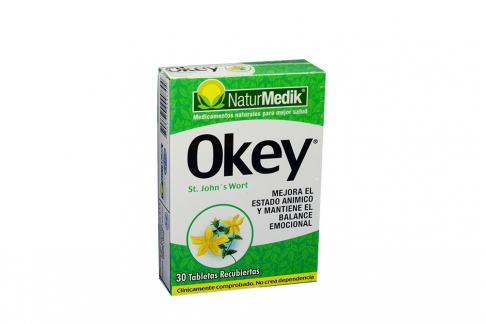 NaturMedik®
Medicamentos naturales para mejor salud
Okey®
St. John´s Wort
MEJORA EL
ESTADO ANIMICO
Y MANTIENE EL
BALANCE
EMOCIONAL
30 Tabletas Recubiertas
Clínicamente comprobado. No crea dependencia